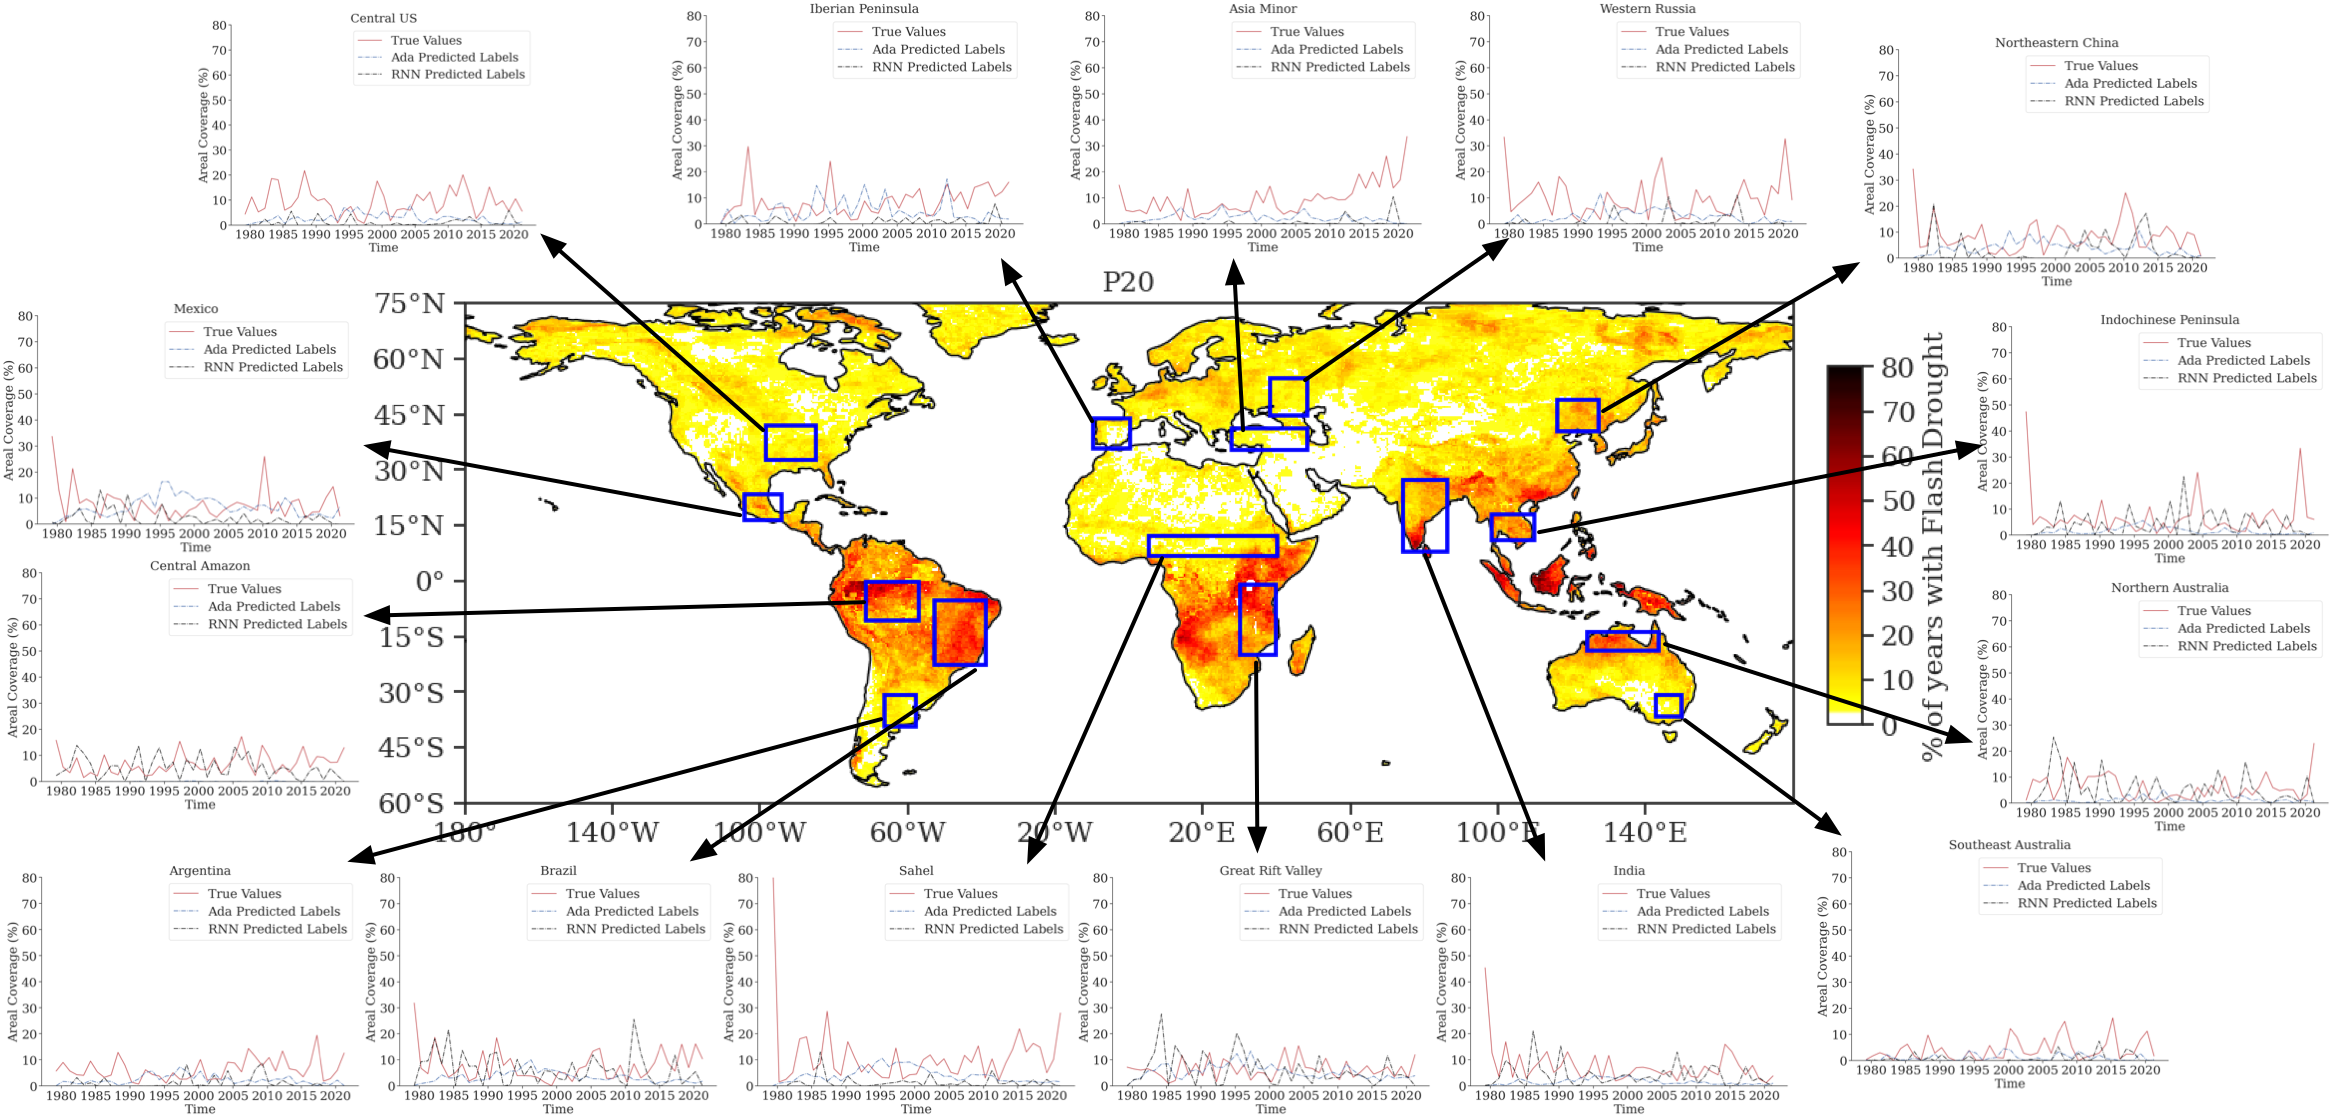 Central US
80
70
60
50
40
30
20
10
0
Areal Coverage (%)
True Values
Ada Predicted Labels
RNN Predicted Labels
1980 1985 1990 1995 2000 2005 2010 2015 2020
Time
Iberian Peninsula
80
70
60
50
40
30
20
10
0
Areal Coverage (%)
True Values
Ada Predicted Labels
RNN Predicted Labels
1980 1985 1990 1995 2000 2005 2010 2015 2020
Time
Asia Minor
80
70
60
50
40
30
20
10
0
Areal Coverage (%)
True Values
Ada Predicted Labels
RNN Predicted Labels
1980 1985 1990 1995 2000 2005 2010 2015 2020
Time
Western Russia
80
70
60
50
40
30
20
10
0
Areal Coverage (%)
True Values
Ada Predicted Labels
RNN Predicted Labels
1980 1985 1990 1995 2000 2005 2010 2015 2020
Time
Northeastern China
80
70
60
50
40
30
20
10
0
Areal Coverage (%)
True Values
Ada Predicted Labels
RNN Predicted Labels
1980 1985 1990 1995 2000 2005 2010 2015 2020
Time
Mexico
80
70
60
50
40
30
20
10
0
Areal Coverage (%)
True Values
Ada Predicted Labels
RNN Predicted Labels
1980 1985 1990 1995 2000 2005 2010 2015 2020
Time
P20
75°N
60°N
45°N
30°N
15°N
0°
15°S
30°S
45°S
60°S
180° 140°W 100°W 60°W 20°W 20°E 60°E 100°E 140°E
80
70
60
50
40
30
20
10
0
% of years with Flash Drought
Indochinese Peninsula
80
70
60
50
40
30
20
10
0
Areal Coverage (%)
True Values
Ada Predicted Labels
RNN Predicted Labels
1980 1985 1990 1995 2000 2005 2010 2015 2020
Time
Central Amazon
80
70
60
50
40
30
20
10
0
Areal Coverage (%)
True Values
Ada Predicted Labels
RNN Predicted Labels
1980 1985 1990 1995 2000 2005 2010 2015 2020
Time
Northern Australia
80
70
60
50
40
30
20
10
0
Areal Coverage (%)
True Values
Ada Predicted Labels
RNN Predicted Labels
1980 1985 1990 1995 2000 2005 2010 2015 2020
Time
Argentina
80
70
60
50
40
30
20
10
0
Areal Coverage (%)
True Values
Ada Predicted Labels
RNN Predicted Labels
1980 1985 1990 1995 2000 2005 2010 2015 2020
Time
Brazil
80
70
60
50
40
30
20
10
0
Areal Coverage (%)
True Values
Ada Predicted Labels
RNN Predicted Labels
1980 1985 1990 1995 2000 2005 2010 2015 2020
Time
Sahel
80
70
60
50
40
30
20
10
0
Areal Coverage (%)
True Values
Ada Predicted Labels
RNN Predicted Labels
1980 1985 1990 1995 2000 2005 2010 2015 2020
Time
Great Rift Valley
80
70
60
50
40
30
20
10
0
Areal Coverage (%)
True Values
Ada Predicted Labels
RNN Predicted Labels
1980 1985 1990 1995 2000 2005 2010 2015 2020
Time
India
80
70
60
50
40
30
20
10
0
Areal Coverage (%)
True Values
Ada Predicted Labels
RNN Predicted Labels
1980 1985 1990 1995 2000 2005 2010 2015 2020
Time
Southeast Australia
80
70
60
50
40
30
20
10
0
Areal Coverage (%)
True Values
Ada Predicted Labels
RNN Predicted Labels
1980 1985 1990 1995 2000 2005 2010 2015 2020
Time